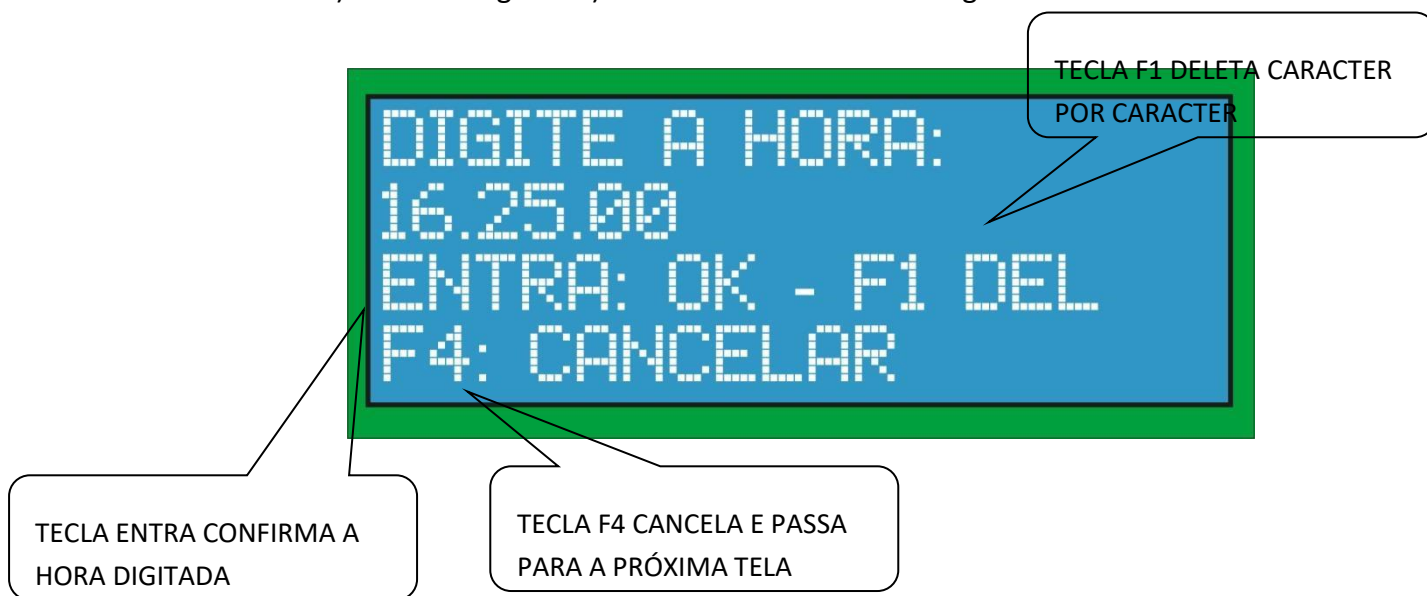 TECLA F1 DELETA CARACTER
POR CARACTER
DIGITE A HORA:
16.25.00
ENTRA: OK - F1 DEL
F4: CANCELAR
TECLA ENTRA CONFIRMA A
HORA DIGITADA
TECLA F4 CANCELA E PASSA
PARA A PRÓXIMA TELA